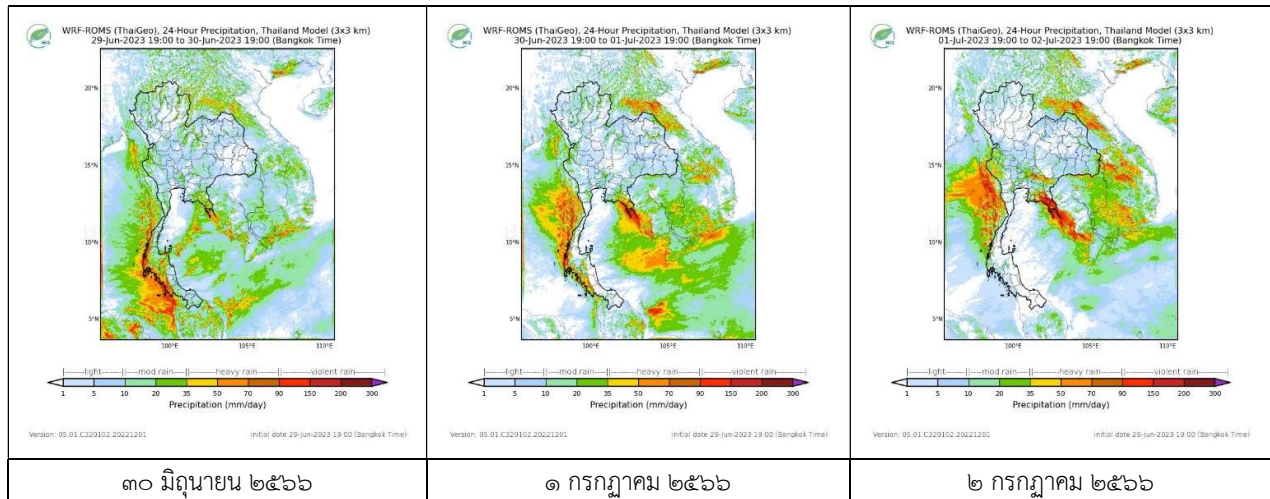 WRF-ROMS (ThaiGeo), 24-Hour Precipitation, Thailand Model (3x3 km)
29-Jun-2023 19:00 to 30-Jun-2023 19:00 (Bangkok Time)
20°N
15°N
10°N
5°N
100°E 105°E 110°E
|--------light--------||----mod rain----||--------heavy rain--------||--------violent rain--------|
1 5 10 20 35 50 70 90 150 200 300
Precipitation (mm/day)
Version: 05.01.C320102.20221201 initial date 29-Jun-2023 19:00 (Bangkok Time)
๓๐ มิถุนายน ๒๕๖๖
WRF-ROMS (ThaiGeo), 24-Hour Precipitation, Thailand Model (3x3 km)
30-Jun-2023 19:00 to 01-Jul-2023 19:00 (Bangkok Time)
20°N
15°N
10°N
5°N
100°E 105°E 110°E
|--------light--------||----mod rain----||--------heavy rain--------||--------violent rain--------|
1 5 10 20 35 50 70 90 150 200 300
Precipitation (mm/day)
Version: 05.01.C320102.20221201 initial date 29-Jun-2023 19:00 (Bangkok Time)
๑ กรกฏาคม ๒๕๖๖
WRF-ROMS (ThaiGeo), 24-Hour Precipitation, Thailand Model (3x3 km)
01-Jul-2023 19:00 to 02-Jul-2023 19:00 (Bangkok Time)
20°N
15°N
10°N
5°N
100°E 105°E 110°E
|--------light--------||----mod rain----||--------heavy rain--------||--------violent rain--------|
1 5 10 20 35 50 70 90 150 200 300
Precipitation (mm/day)
Version: 05.01.C320102.20221201 initial date 29-Jun-2023 19:00 (Bangkok Time)
๒ กรกฏาคม ๒๕๖๖